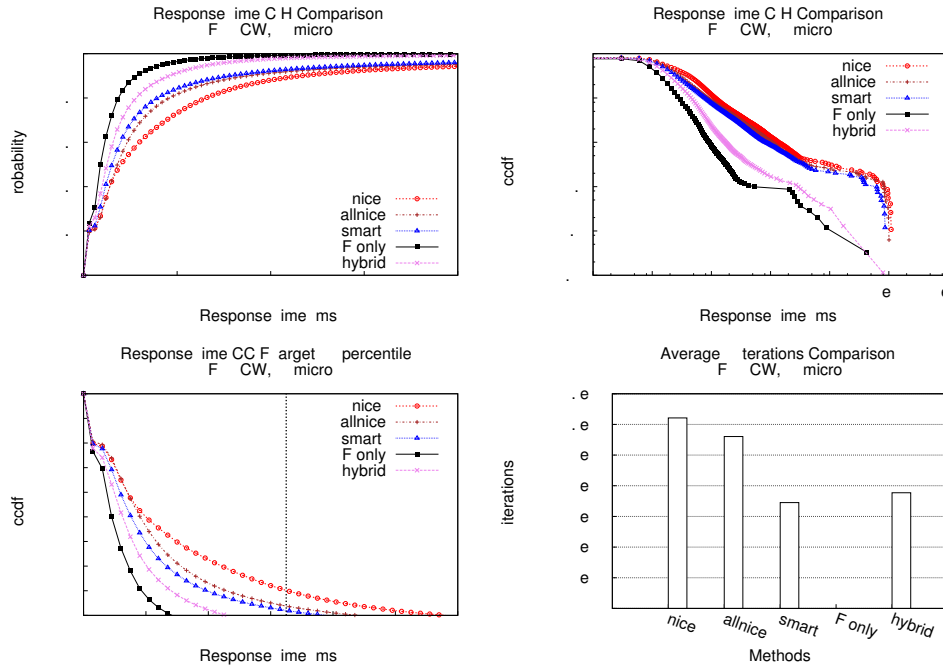 Response ime C H Comparison
F CW, micro
robability
.
.
.
nice
allnice
smart
F only
hybrid
Response ime ms
Response ime C H Comparison
F CW, micro
ccdf
.
nice
allnice
smart
F only
hybrid
e
e
Response ime ms
Response ime CC F arget percentile
F CW, micro
ccdf
nice
allnice
smart
F only
hybrid
Response ime ms
Average terations Comparison
F CW, micro
iterations
. e
. e
e
e
e
e
e
nice
allnice
smart
F only
hybrid
Methods